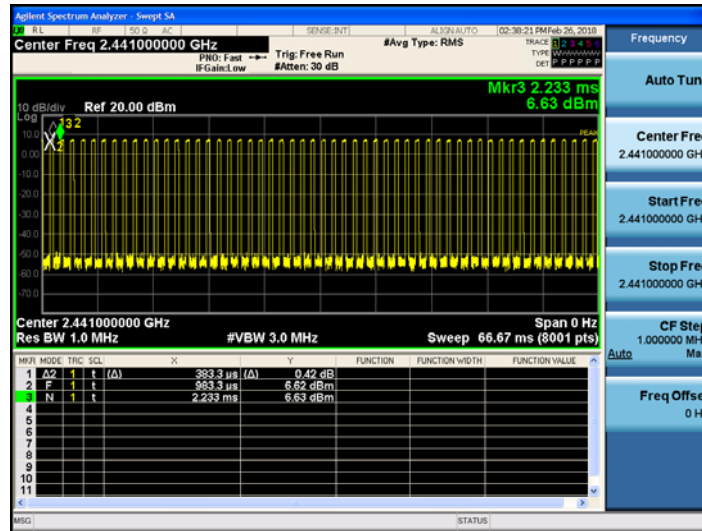 Agilent Spectrum Analyzer - Swept SA
RL RF 50 Ω AC SENSE:INT ALIGN AUTO 02:38:21 PM Feb 26, 2018
Center Freq 2.441000000 GHz
#Avg Type: RMS
TRACE 1 2 3 4 5 6
PNO: Fast
Trig: Free Run
TYPE
IFGain:Low
#Atten: 30 dB
DET P P P P P P
Mkr3 2.233 ms
6.63 dBm
10 dB/div Ref 20.00 dBm
Log
132
10.0
PEAK
X2
0.00
-10.0
-20.0
-30.0
-40.0
-50.0
-60.0
-70.0
Center 2.441000000 GHz Span 0 Hz
Res BW 1.0 MHz #VBW 3.0 MHz Sweep 66.67 ms (8001 pts)
MKR MODE TRC SCL X Y FUNCTION FUNCTION WIDTH FUNCTION VALUE
1 Δ2 1 t (Δ) 383.3 µs (Δ) 0.42 dB
2 F 1 t 983.3 µs 6.62 dBm
3 N 1 t 2.233 ms 6.63 dBm
4
5
6
7
8
9
10
11
MSG STATUS
Frequency
Auto Tun
Center Fre
2.441000000 GH
Start Fre
2.441000000 GH
Stop Fre
2.441000000 GH
CF Step
1.000000 MH
Auto Ma
Freq Offse
0 H